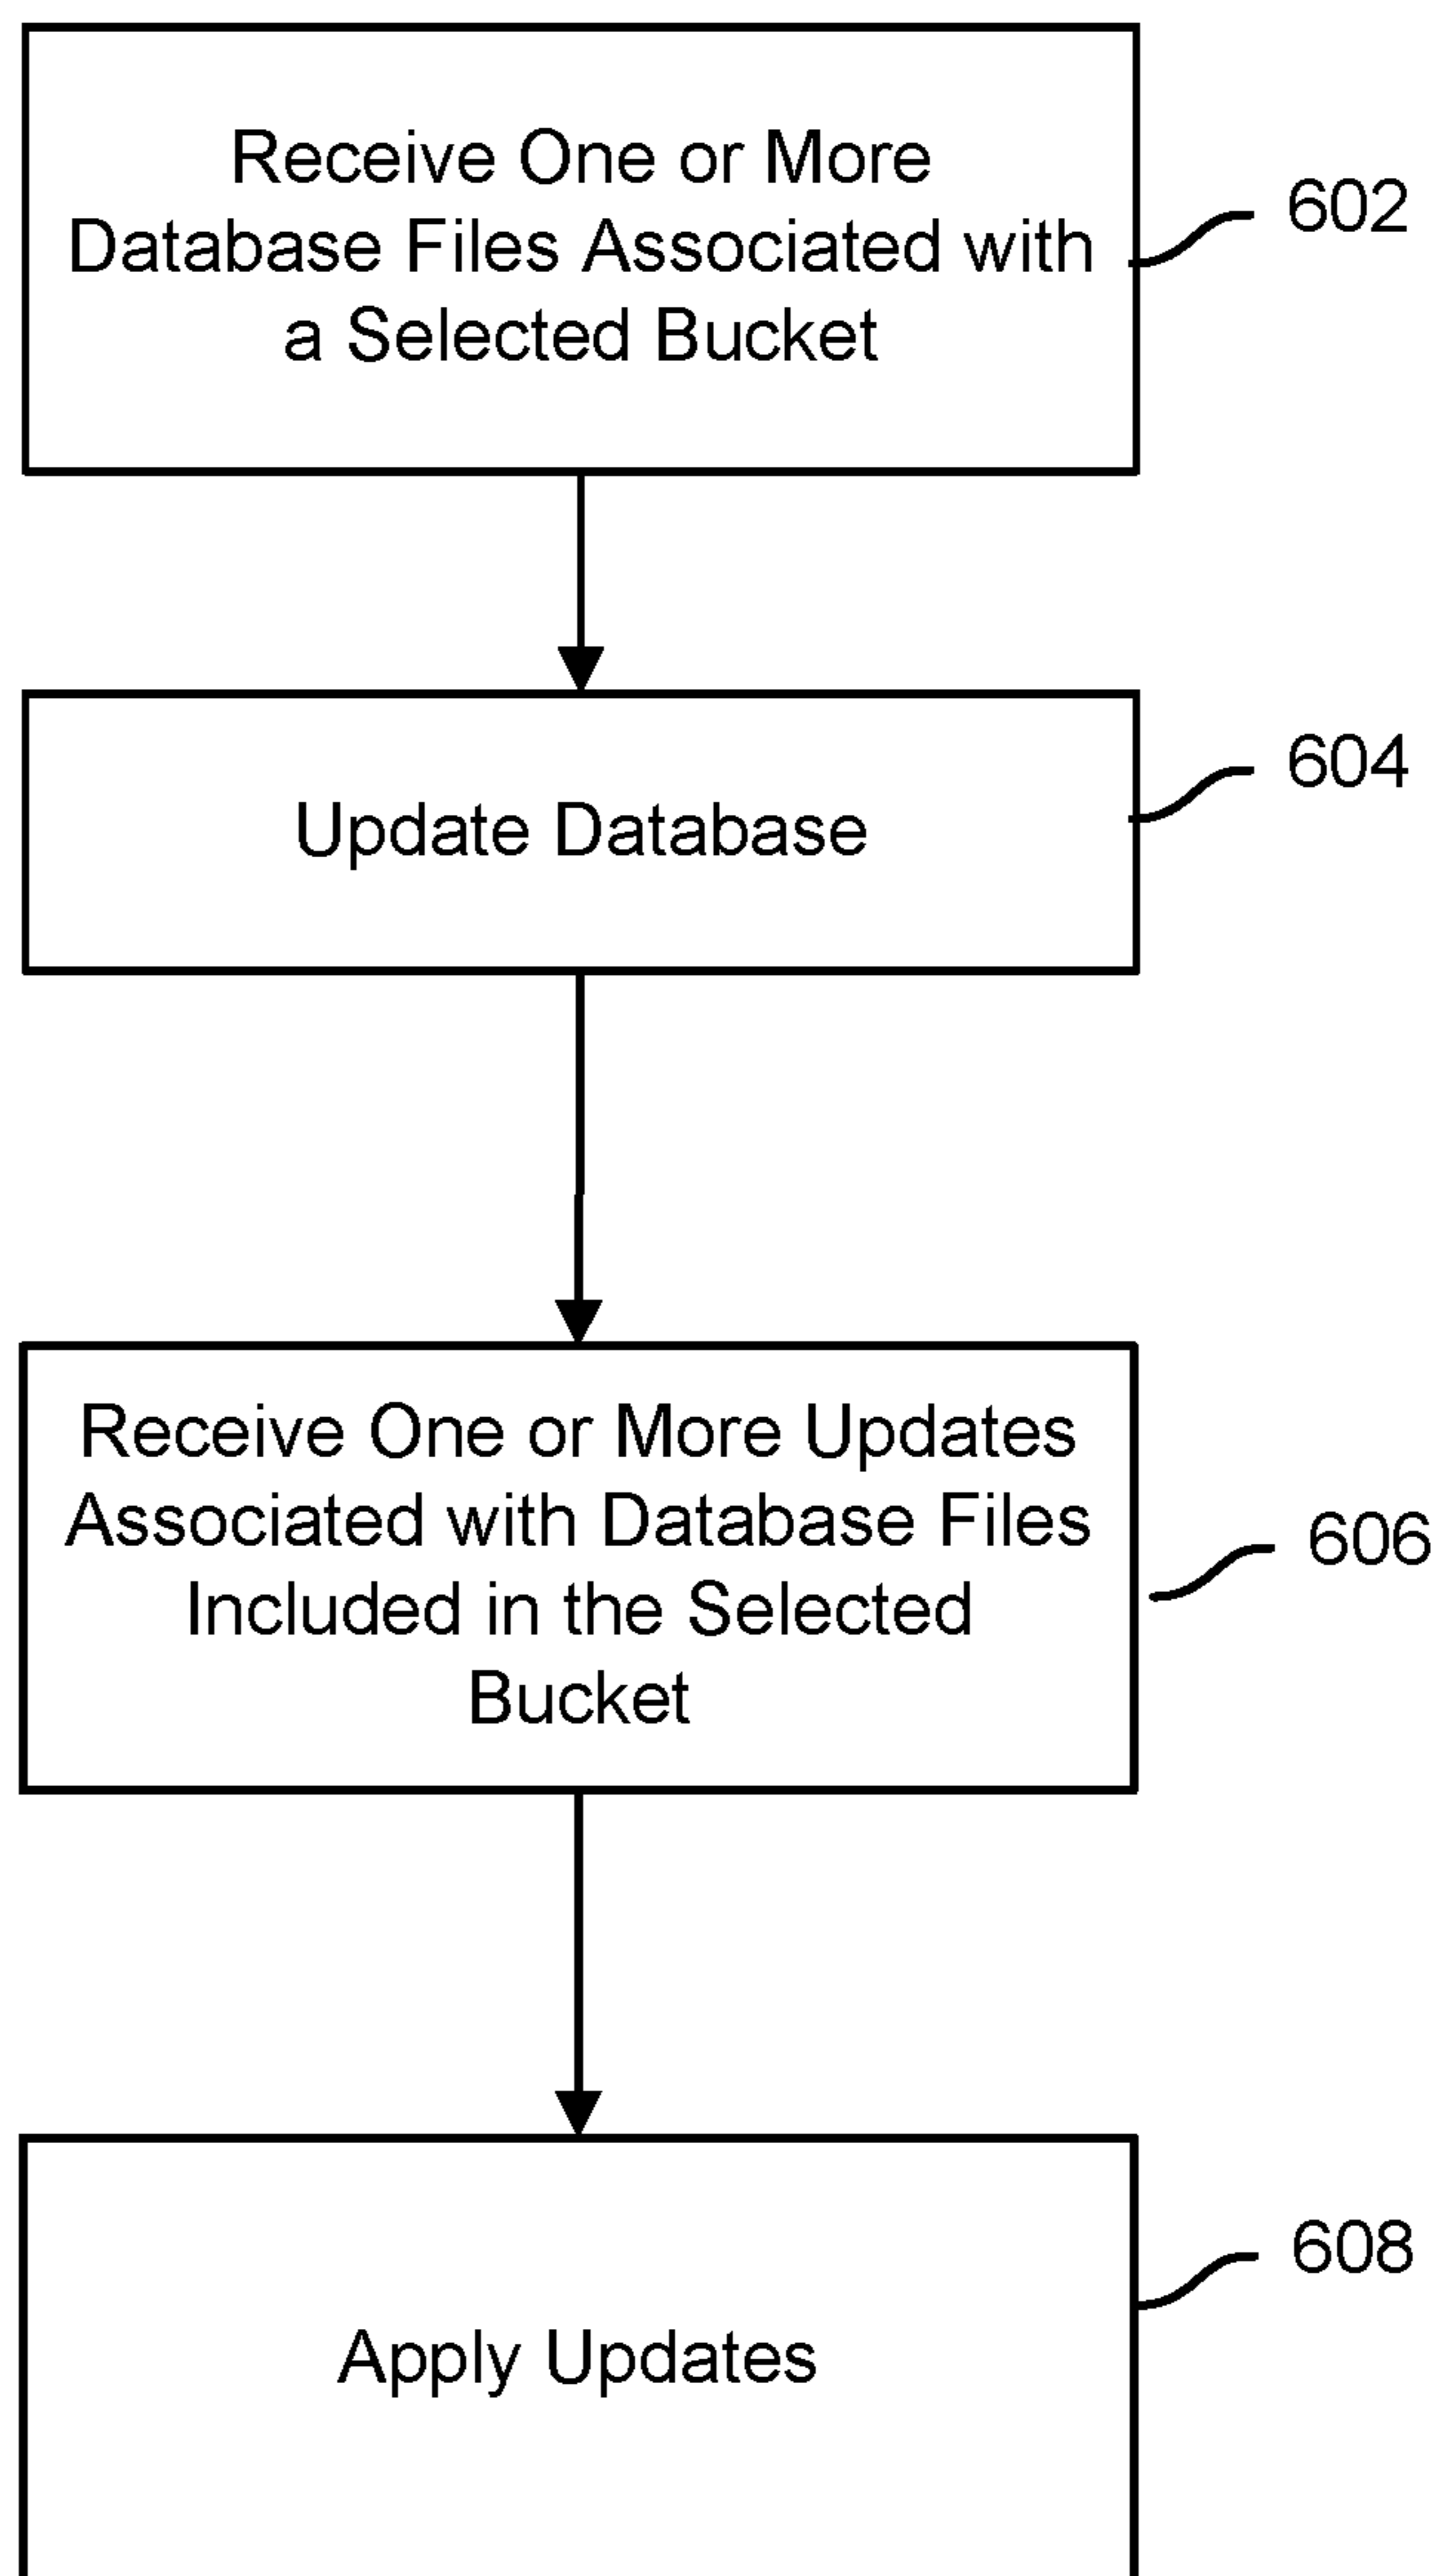 Receive One or More
Database Files Associated with
a Selected Bucket
602
Update Database
604
Receive One or More Updates
Associated with Database Files
Included in the Selected
Bucket
606
Apply Updates
608